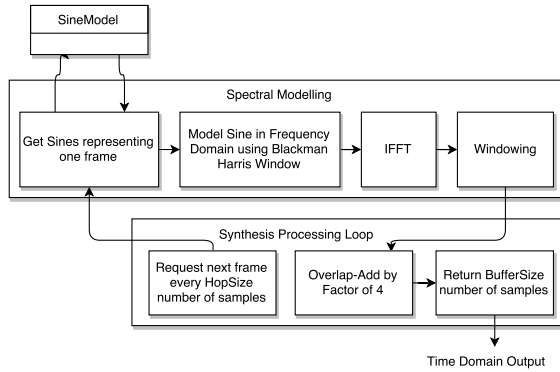 SineModel
Spectral Modelling
Get Sines representing
one frame
Model Sine in Frequency
Domain using Blackman
Harris Window
IFFT
Windowing
Synthesis Processing Loop
Request next frame
every HopSize
number of samples
Overlap-Add by
Factor of 4
Return BufferSize
number of samples
Time Domain Output